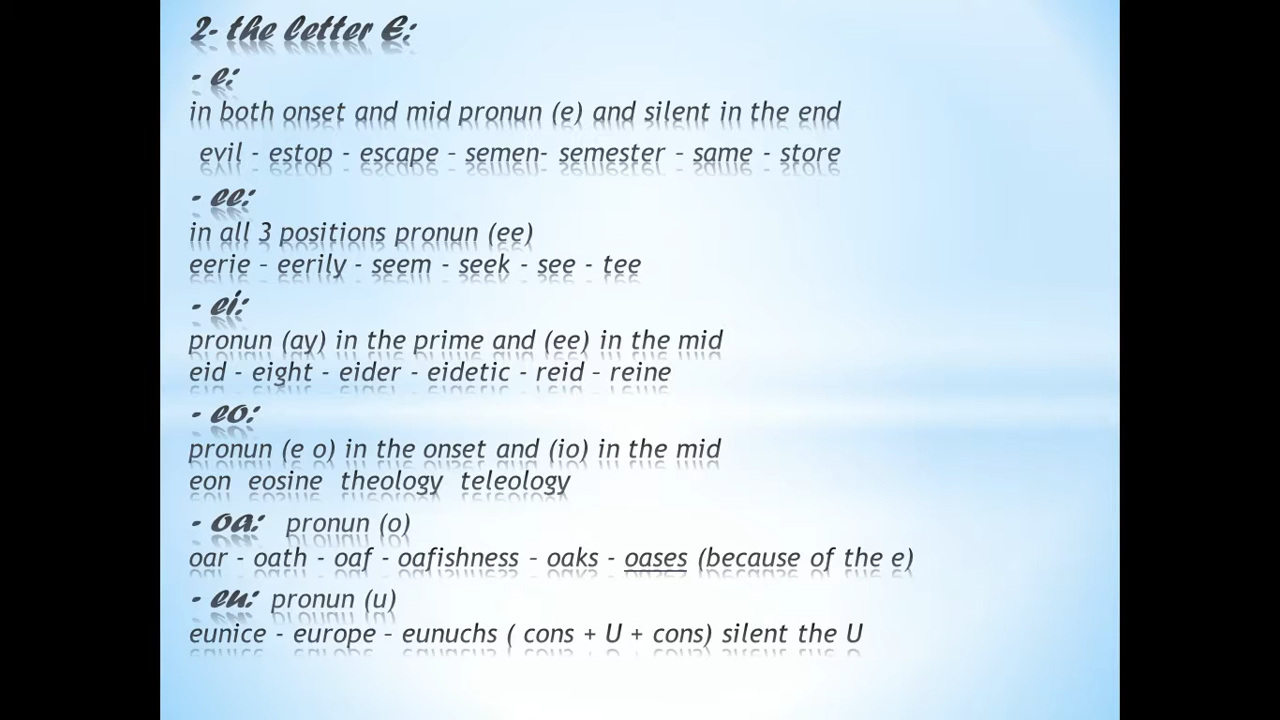 2- the letter E:
- e:
in both onset and mid pronun (e) and silent in the end
evil - estop - escape - semen- semester - same - store
- ee:
in all 3 positions pronun (ee)
eerie - eerily - seem - seek - see - tee
- ei:
pronun (ay) in the prime and (ee) in the mid
eid - eight - eider - eidetic - reid - reine
- eo:
pronun (e o) in the onset and (io) in the mid
eon eosine theology teleology
- oa: pronun (o)
oar - oath - oaf - oafishness - oaks - oases (because of the e)
- eu: pronun (u)
eunice - europe - eunuchs ( cons + U + cons) silent the U